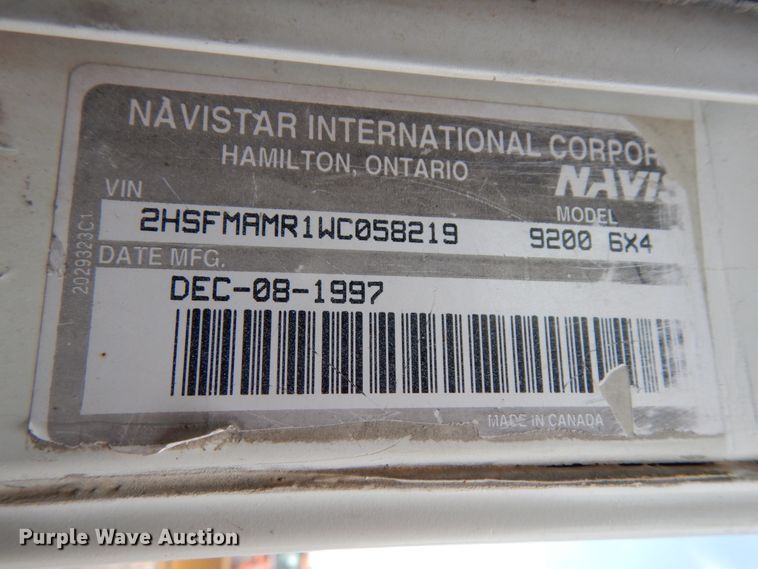 NAVISTAR INTERNATIONAL CORPOR
HAMILTON, ONTARIO
NAVIS
VIN
MODEL
2HSFMAMR1WC058219 9200 6X4
DATE MFG.
DEC-08-1997
2029323C1
MADE IN CANADA
Purple Wave Auction